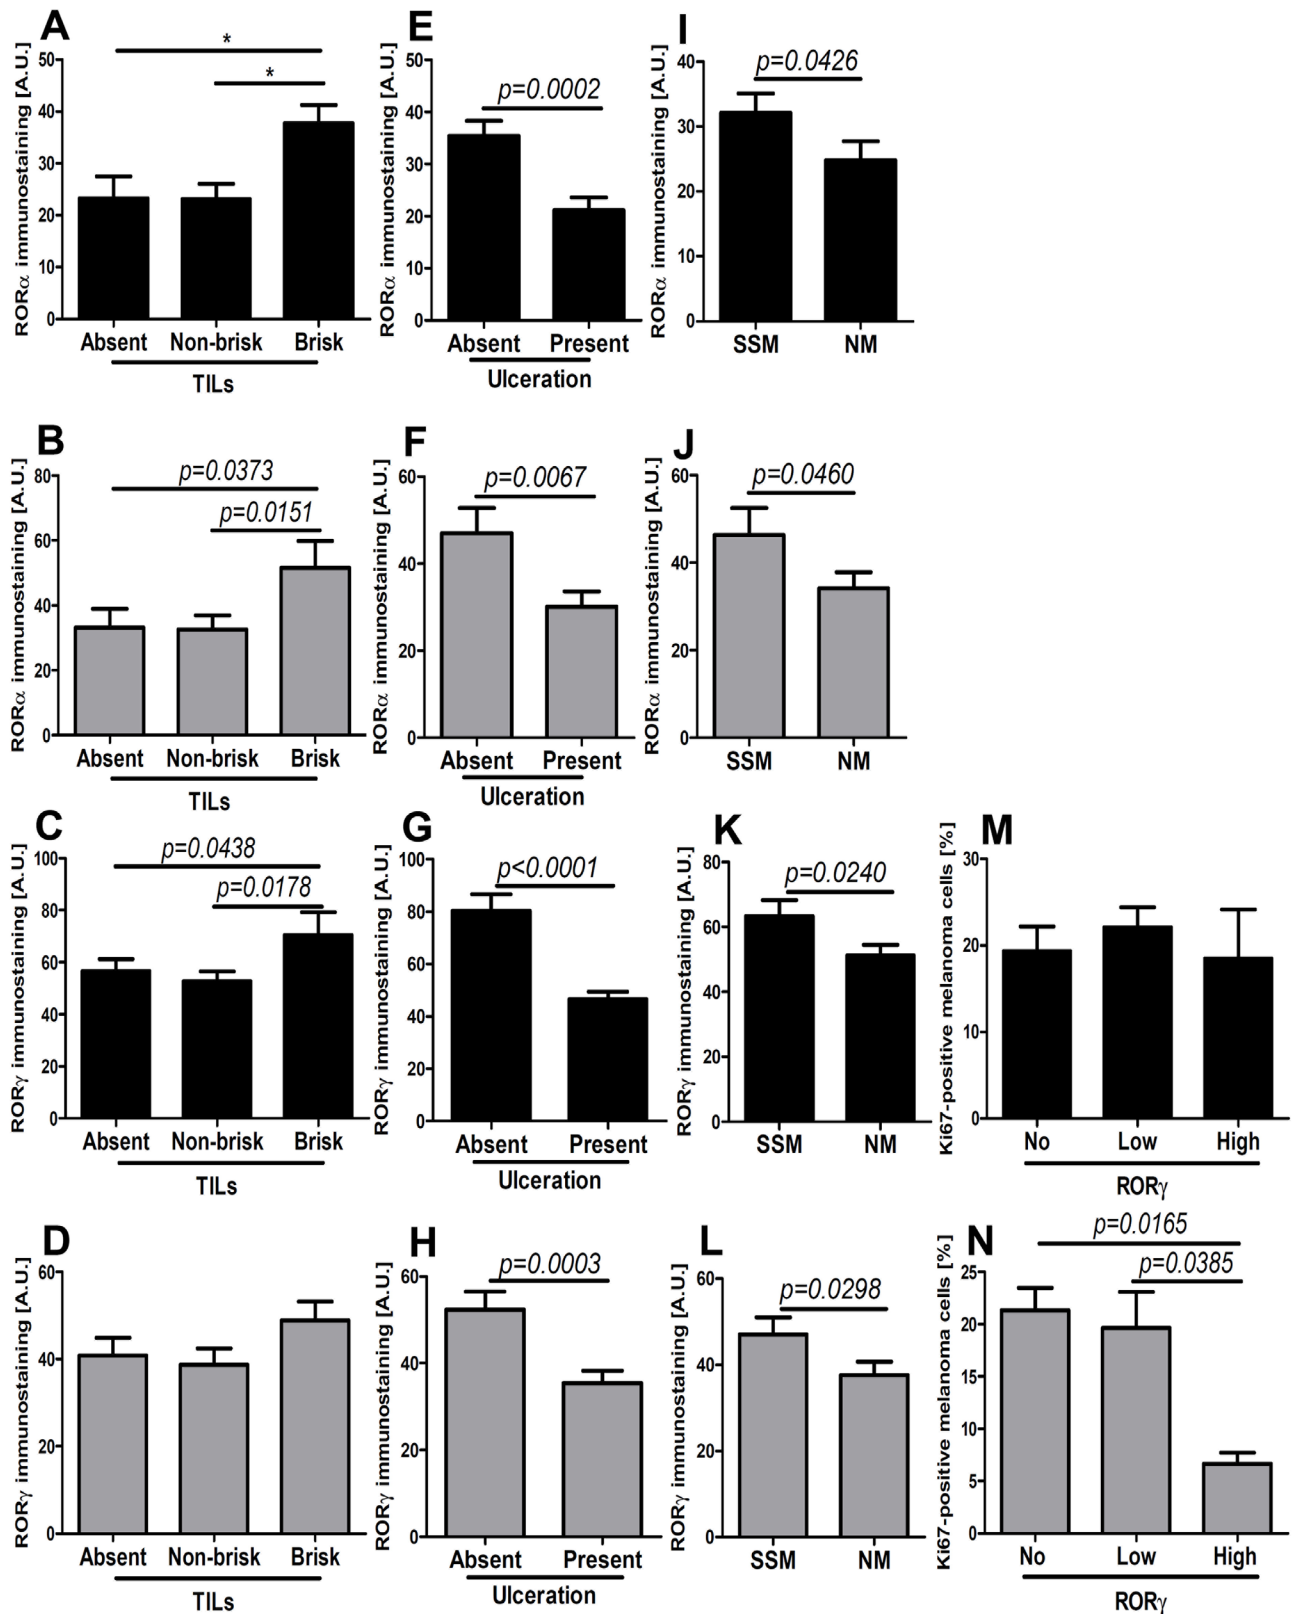 A
RORα immunostaining [A.U.]
50
40
30
20
10
0
*
*
Absent Non-brisk Brisk
TILs
E
RORα immunostaining [A.U.]
50
40
30
20
10
0
p=0.0002
Absent Present
Ulceration
I
RORα immunostaining [A.U.]
40
30
20
10
0
p=0.0426
SSM NM
B
RORα immunostaining [A.U.]
80
60
40
20
0
p=0.0373
p=0.0151
Absent Non-brisk Brisk
TILs
F
RORα immunostaining [A.U.]
60
40
20
0
p=0.0067
Absent Present
Ulceration
J
RORα immunostaining [A.U.]
60
40
20
0
p=0.0460
SSM NM
C
RORγ immunostaining [A.U.]
100
80
60
40
20
0
p=0.0438
p=0.0178
Absent Non-brisk Brisk
TILs
G
RORγ immunostaining [A.U.]
100
80
60
40
20
0
p<0.0001
Absent Present
Ulceration
K
RORγ immunostaining [A.U.]
80
60
40
20
0
p=0.0240
SSM NM
M
Ki67-positive melanoma cells [%]
30
20
10
0
No Low High
RORγ
D
RORγ immunostaining [A.U.]
60
40
20
0
Absent Non-brisk Brisk
TILs
H
RORγ immunostaining [A.U.]
60
40
20
0
p=0.0003
Absent Present
Ulceration
L
RORγ immunostaining [A.U.]
60
40
20
0
p=0.0298
SSM NM
N
Ki67-positive melanoma cells [%]
25
20
15
10
5
0
p=0.0165
p=0.0385
No Low High
RORγ